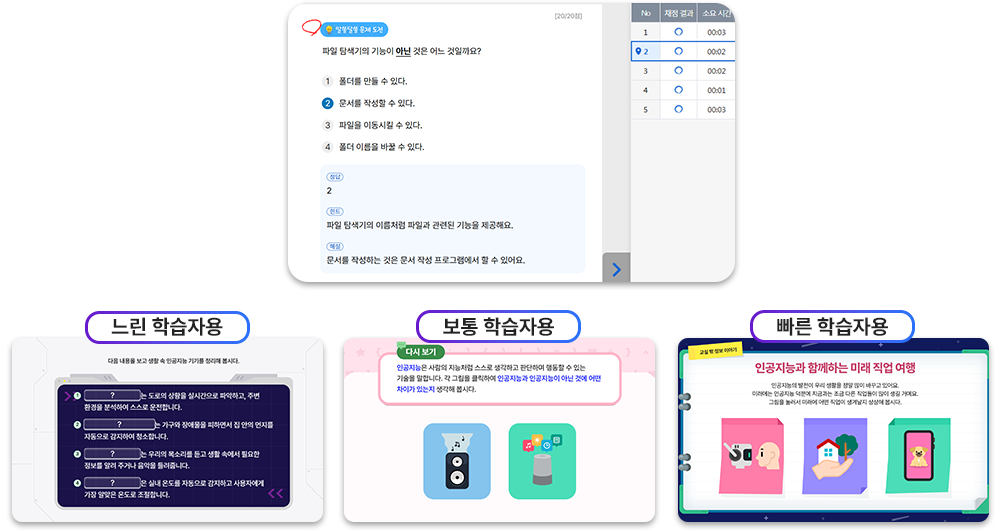 [20/20점]
알쏭달쏭 문제 도전
파일 탐색기의 기능이 아닌 것은 어느 것일까요?
1 폴더를 만들 수 있다.
2 문서를 작성할 수 있다.
3 파일을 이동시킬 수 있다.
4 폴더 이름을 바꿀 수 있다.
정답
2
힌트
파일 탐색기의 이름처럼 파일과 관련된 기능을 제공해요.
해설
문서를 작성하는 것은 문서 작성 프로그램에서 할 수 있어요.
No 채점 결과 소요 시간
1 00:03
2 00:02
3 00:02
4 00:01
5 00:03
느린 학습자용
다음 내용을 보고 생활 속 인공지능 기기를 정리해 봅시다.
1 ? 는 도로의 상황을 실시간으로 파악하고, 주변
환경을 분석하여 스스로 운전합니다.
2 ? 는 가구와 장애물을 피하면서 집 안의 먼지를
자동으로 감지하여 청소합니다.
3 ? 는 우리의 목소리를 듣고 생활 속에서 필요한
정보를 알려 주거나 음악을 들려줍니다.
4 ? 은 실내 온도를 자동으로 감지하고 사용자에게
가장 알맞은 온도로 조절합니다.
보통 학습자용
다시 보기
인공지능은 사람의 지능처럼 스스로 생각하고 판단하며 행동할 수 있는
기술을 말합니다. 각 그림을 클릭하여 인공지능과 인공지능이 아닌 것에 어떤
차이가 있는지 생각해 봅시다.
빠른 학습자용
교실 밖 정보 이야기
인공지능과 함께하는 미래 직업 여행
인공지능의 발전이 우리 생활을 정말 많이 바꾸고 있어요.
미래에는 인공지능 덕분에 지금과는 조금 다른 직업들이 많이 생길 거예요.
그림을 눌러서 미래에 어떤 직업이 생겨날지 상상해 봅시다.